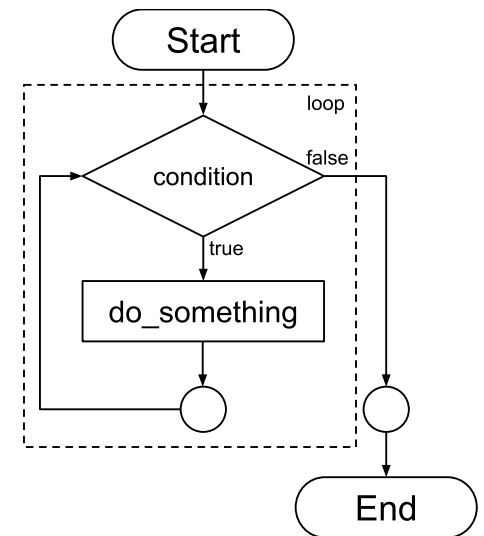 Start
loop
false
condition
true
do_something
End